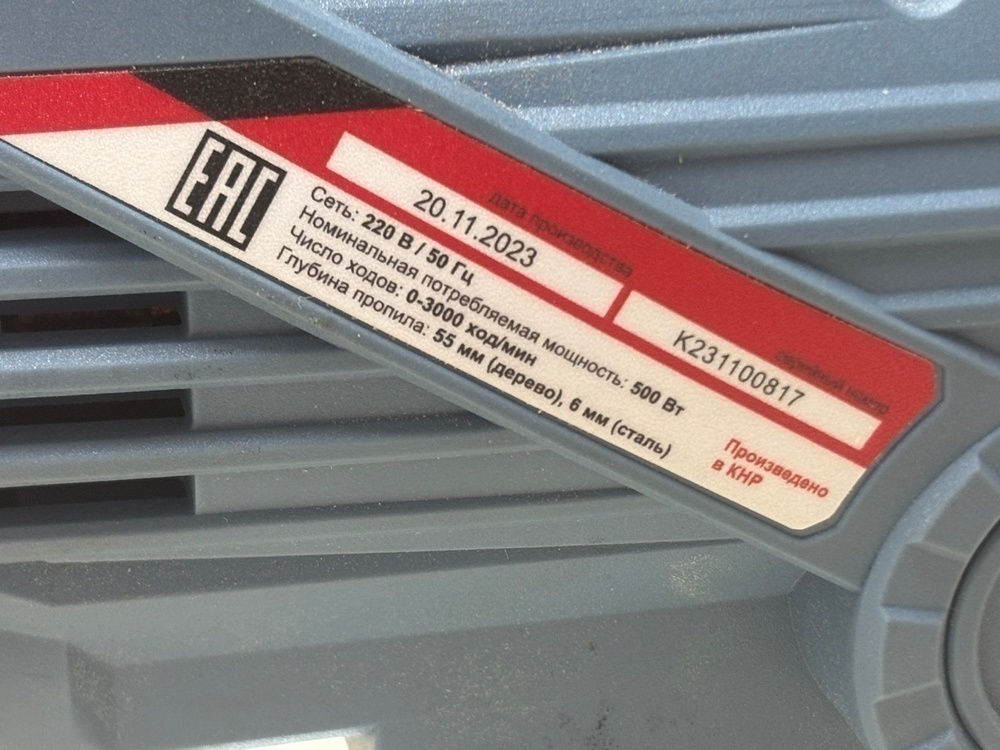 EAC
дата производства
20.11.2023
серийный номер
K231100817
Сеть: 220 В / 50 Гц
Номинальная потребляемая мощность: 500 Вт
Число ходов: 0-3000 ход/мин
Глубина пропила: 55 мм (дерево), 6 мм (сталь)
Произведено
в КНР